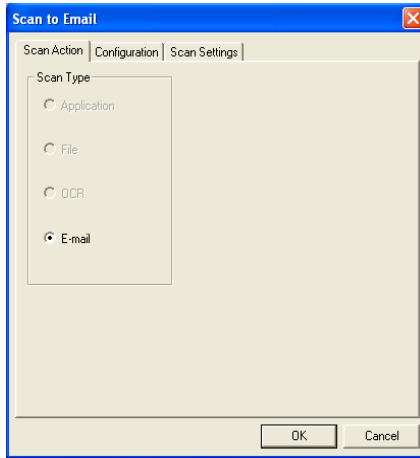 Scan to Email
Scan Action Configuration Scan Settings
Scan Type
Application
File
OCR
E-mail
OK Cancel